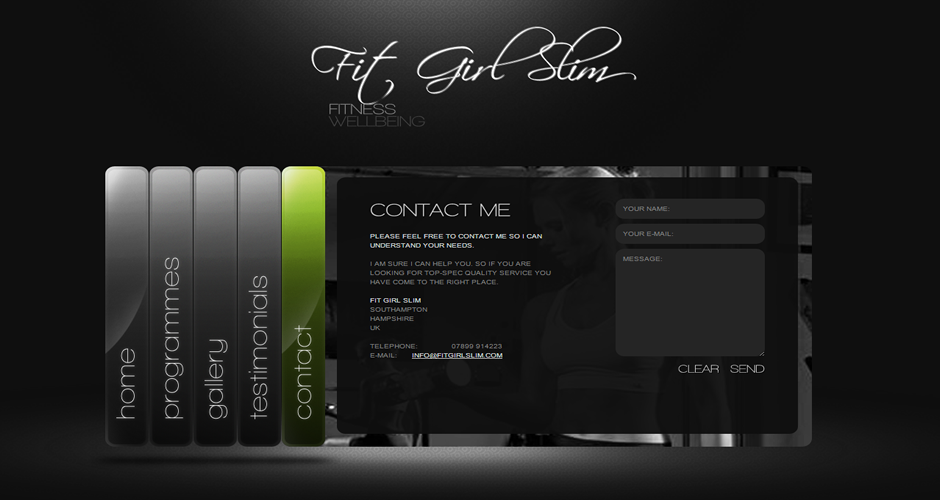 Fit Girl Slim
FITNESS
WELLBEING
home
programmes
gallery
testimonials
contact
CONTACT ME
PLEASE FEEL FREE TO CONTACT ME SO I CAN
UNDERSTAND YOUR NEEDS.
I AM SURE I CAN HELP YOU. SO IF YOU ARE
LOOKING FOR TOP-SPEC QUALITY SERVICE YOU
HAVE COME TO THE RIGHT PLACE.
FIT GIRL SLIM
SOUTHAMPTON
HAMPSHIRE
UK
TELEPHONE: 07899 914223
E-MAIL: INFO@FITGIRLSLIM.COM
YOUR NAME:
YOUR E-MAIL:
MESSAGE:
CLEAR SEND